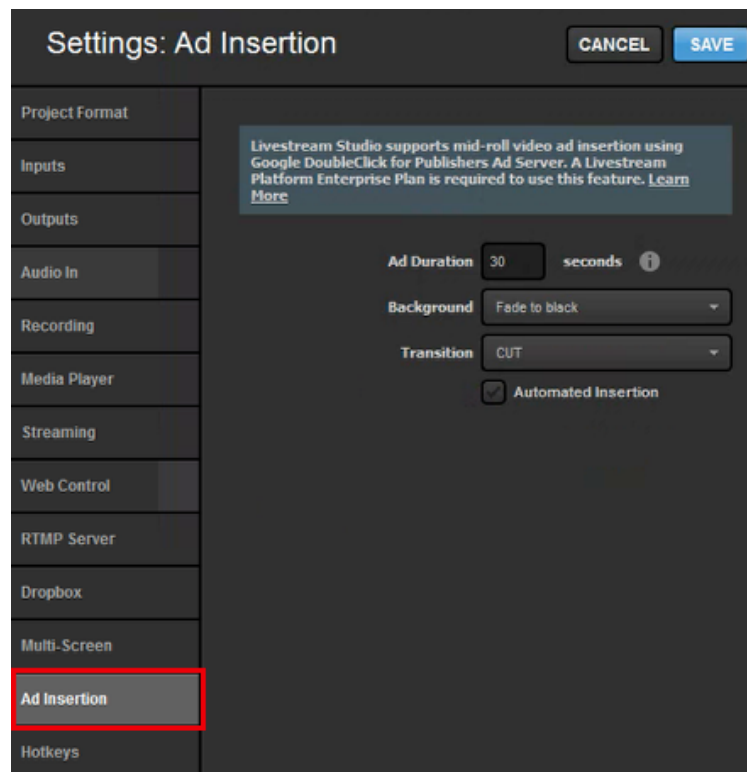 Settings: Ad Insertion
CANCEL
SAVE
Project Format
Inputs
Outputs
Audio In
Recording
Media Player
Streaming
Web Control
RTMP Server
Dropbox
Multi-Screen
Ad Insertion
Hotkeys
Livestream Studio supports mid-roll video ad insertion using
Google DoubleClick for Publishers Ad Server. A Livestream
Platform Enterprise Plan is required to use this feature. Learn
More
Ad Duration 30 seconds
Background Fade to black
Transition CUT
Automated Insertion